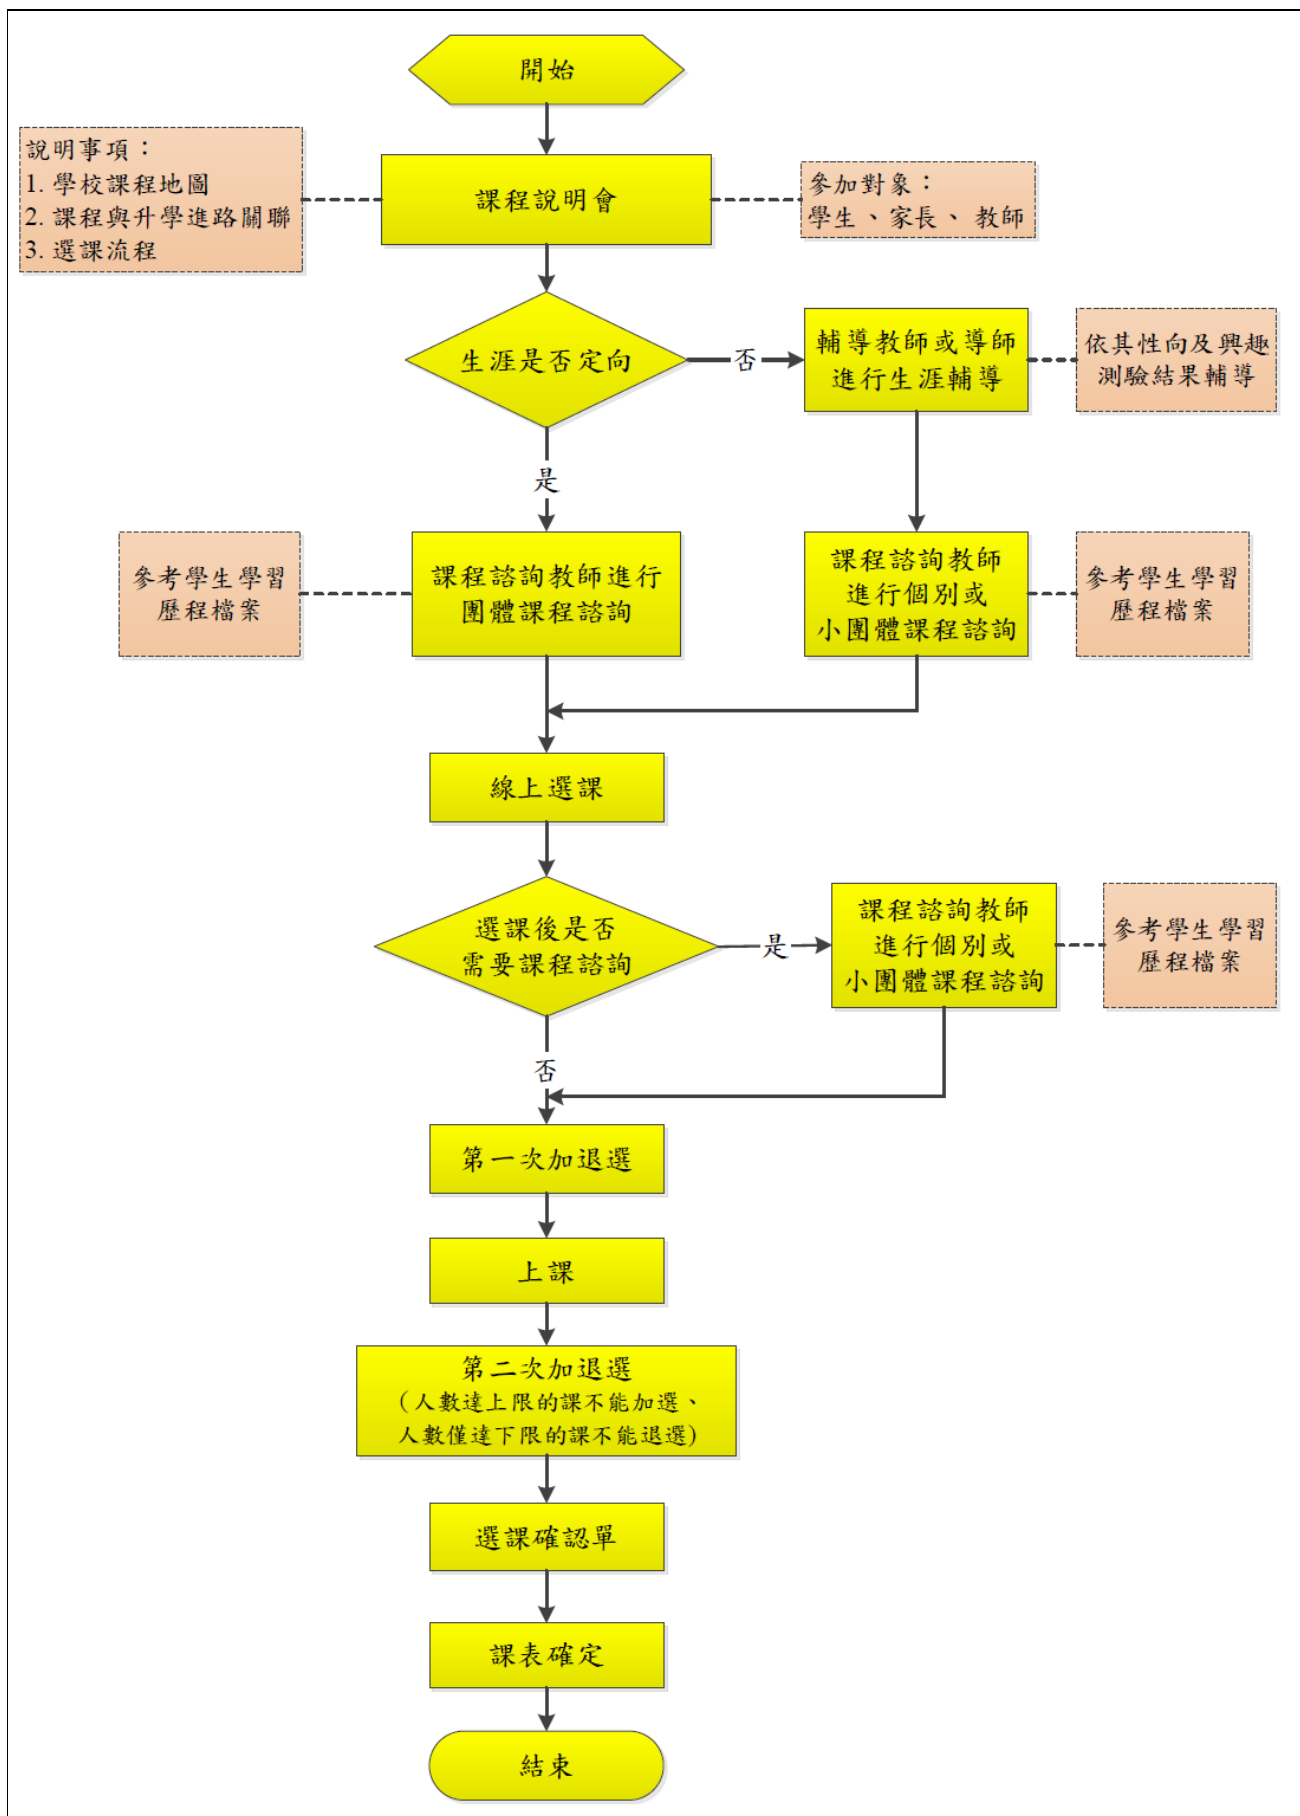 開始
說明事項：
1. 學校課程地圖
2. 課程與升學進路關聯
3. 選課流程
課程說明會
參加對象：
學生、家長、教師
生涯是否定向
否
輔導教師或導師
進行生涯輔導
依其性向及興趣
測驗結果輔導
是
參考學生學習
歷程檔案
課程諮詢教師進行
團體課程諮詢
課程諮詢教師
進行個別或
小團體課程諮詢
參考學生學習
歷程檔案
線上選課
選課後是否
需要課程諮詢
是
課程諮詢教師
進行個別或
小團體課程諮詢
參考學生學習
歷程檔案
否
第一次加退選
上課
第二次加退選
（人數達上限的課不能加選、
人數僅達下限的課不能退選)
選課確認單
課表確定
結束